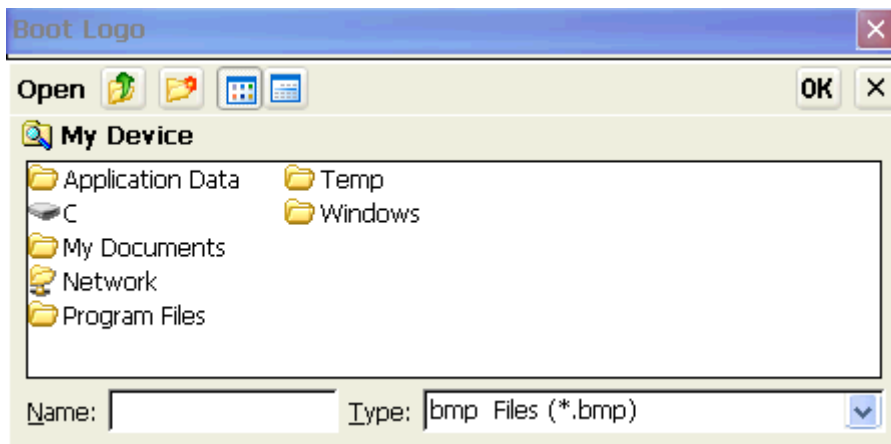 Boot Logo
Open OK
My Device
Application Data Temp
C Windows
My Documents
Network
Program Files
Name: Type: bmp Files (*.bmp)